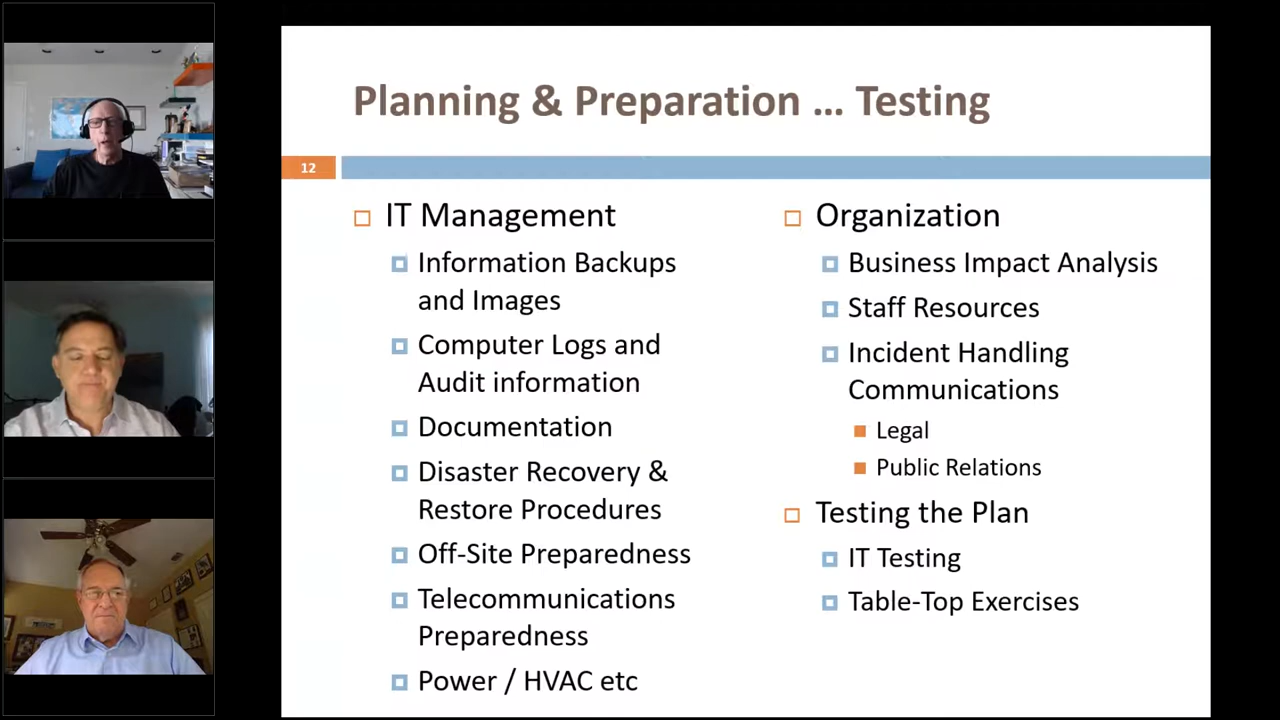 Planning & Preparation … Testing
12
IT Management
Information Backups
and Images
Computer Logs and
Audit information
Documentation
Disaster Recovery &
Restore Procedures
Off-Site Preparedness
Telecommunications
Preparedness
Power / HVAC etc
Organization
Business Impact Analysis
Staff Resources
Incident Handling
Communications
Legal
Public Relations
Testing the Plan
IT Testing
Table-Top Exercises